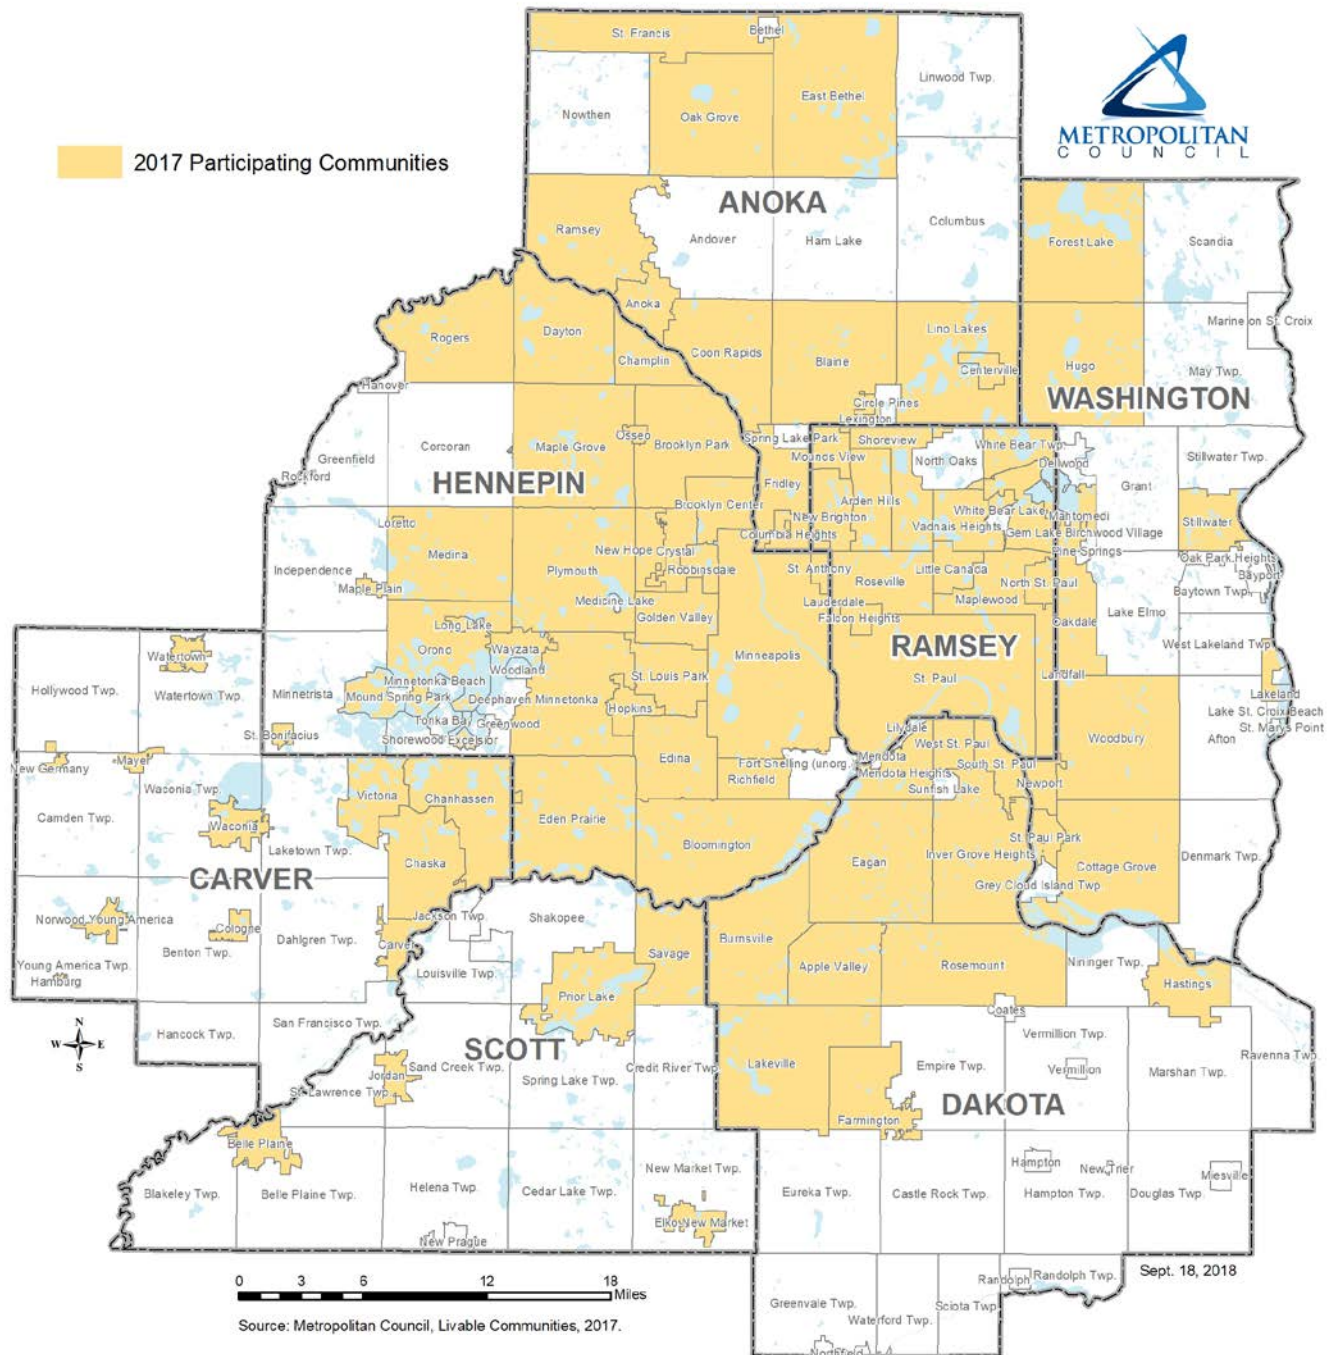 St. Francis
Bethel
Linwood Twp.
METROPOLITAN
COUNCIL
Nowthen
Oak Grove
East Bethel
2017 Participating Communities
ANOKA
Ramsey
Andover
Ham Lake
Columbus
Forest Lake
Scandia
Anoka
Rogers
Dayton
Champlin
Coon Rapids
Blaine
Lino Lakes
Centerville
Hugo
Marine on St. Croix
May Twp.
WASHINGTON
Hanover
Circle Pines
Lexington
Greenfield
Corcoran
Maple Grove
Osseo
Brooklyn Park
Spring Lake Park
Mounds View
Shoreview
North Oaks
White Bear Twp.
Dellwood
Stillwater Twp.
Rockford
HENNEPIN
Fridley
Grant
Loretto
Brooklyn Center
New Brighton
Arden Hills
White Bear Lake
Mahtomedi
Stillwater
Columbia Heights
Vadnais Heights
Gem Lake
Birchwood Village
Medina
Plymouth
New Hope
Crystal
Robbinsdale
St. Anthony
Roseville
Little Canada
North St. Paul
Pine Springs
Oak Park Heights
Bayport
Independence
Maple Plain
Medicine Lake
Golden Valley
Lauderdale
Falcon Heights
Maplewood
Oakdale
Lake Elmo
Baytown Twp.
Long Lake
Orono
Wayzata
Woodland
Minneapolis
RAMSEY
West Lakeland Twp.
Watertown
Hollywood Twp.
Watertown Twp.
Minnetrista
Minnetonka Beach
Mound
Spring Park
Deephaven
Minnetonka
St. Louis Park
Hopkins
St. Paul
Landfall
Lakeland
Tonka Bay
Greenwood
Lake St. Croix Beach
St. Marys Point
St. Bonifacius
Shorewood
Excelsior
Lilydale
West St. Paul
Woodbury
Afton
New Germany
Mayer
Waconia Twp.
Edina
Richfield
Fort Snelling (unorg.)
Mendota
Mendota Heights
South St. Paul
Sunfish Lake
Newport
Camden Twp.
Waconia
Victoria
Chanhassen
Eden Prairie
Bloomington
Laketown Twp.
Chaska
Eagan
Inver Grove Heights
St. Paul Park
Cottage Grove
Denmark Twp.
CARVER
Grey Cloud Island Twp
Norwood Young America
Cologne
Benton Twp.
Dahlgren Twp.
Carver
Jackson Twp.
Shakopee
Savage
Burnsville
Apple Valley
Rosemount
Nininger Twp.
Hastings
Young America Twp.
Hamburg
Louisville Twp.
Prior Lake
Coates
Hancock Twp.
San Francisco Twp.
N
W E
S
SCOTT
Sand Creek Twp.
Spring Lake Twp.
Credit River Twp.
Lakeville
Empire Twp.
Vermillion Twp.
Vermillion
Marshan Twp.
Ravenna Twp.
St. Lawrence Twp.
Jordan
Farmington
DAKOTA
Belle Plaine
Blakeley Twp.
Belle Plaine Twp.
Helena Twp.
Cedar Lake Twp.
New Market Twp.
Elko New Market
New Prague
Eureka Twp.
Castle Rock Twp.
Hampton
Hampton Twp.
New Trier
Douglas Twp.
Miesville
0 3 6 12 18
Miles
Source: Metropolitan Council, Livable Communities, 2017.
Greenvale Twp.
Waterford Twp.
Sciota Twp.
Randolph
Randolph Twp.
Sept. 18, 2018
Northfield